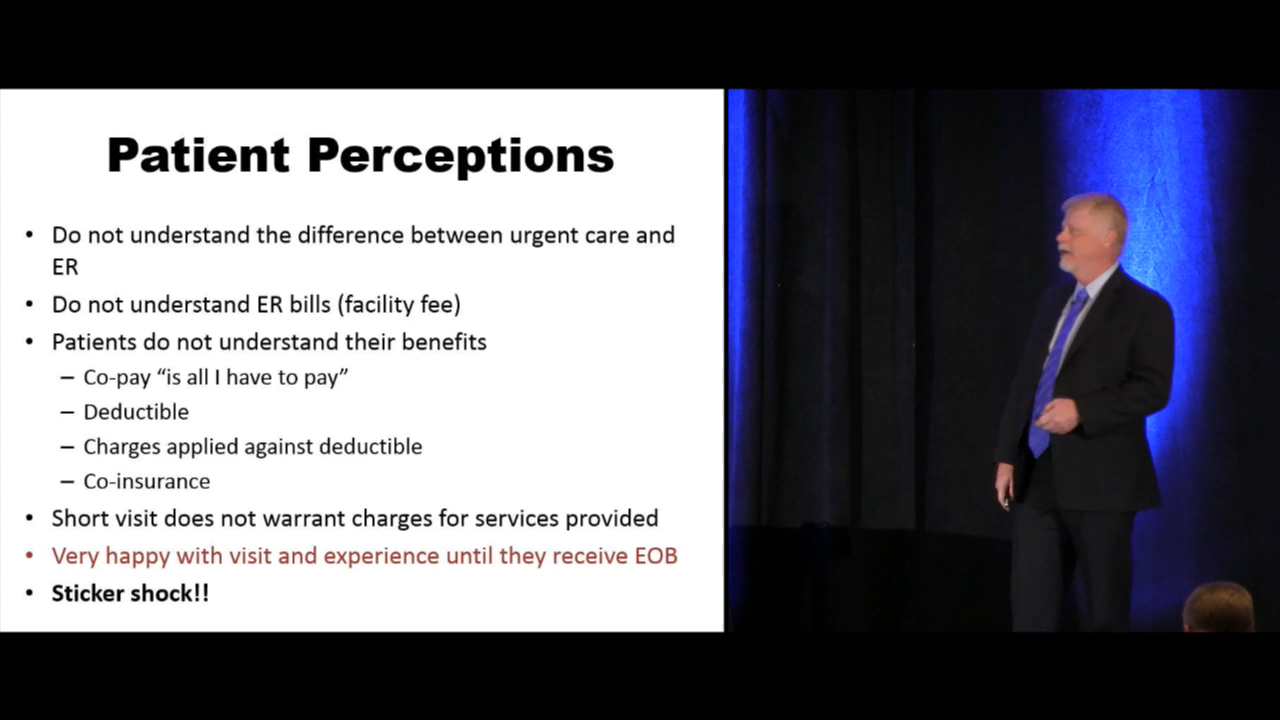 Patient Perceptions
• Do not understand the difference between urgent care and
ER
• Do not understand ER bills (facility fee)
• Patients do not understand their benefits
– Co-pay “is all I have to pay”
– Deductible
– Charges applied against deductible
– Co-insurance
• Short visit does not warrant charges for services provided
• Very happy with visit and experience until they receive EOB
• Sticker shock!!